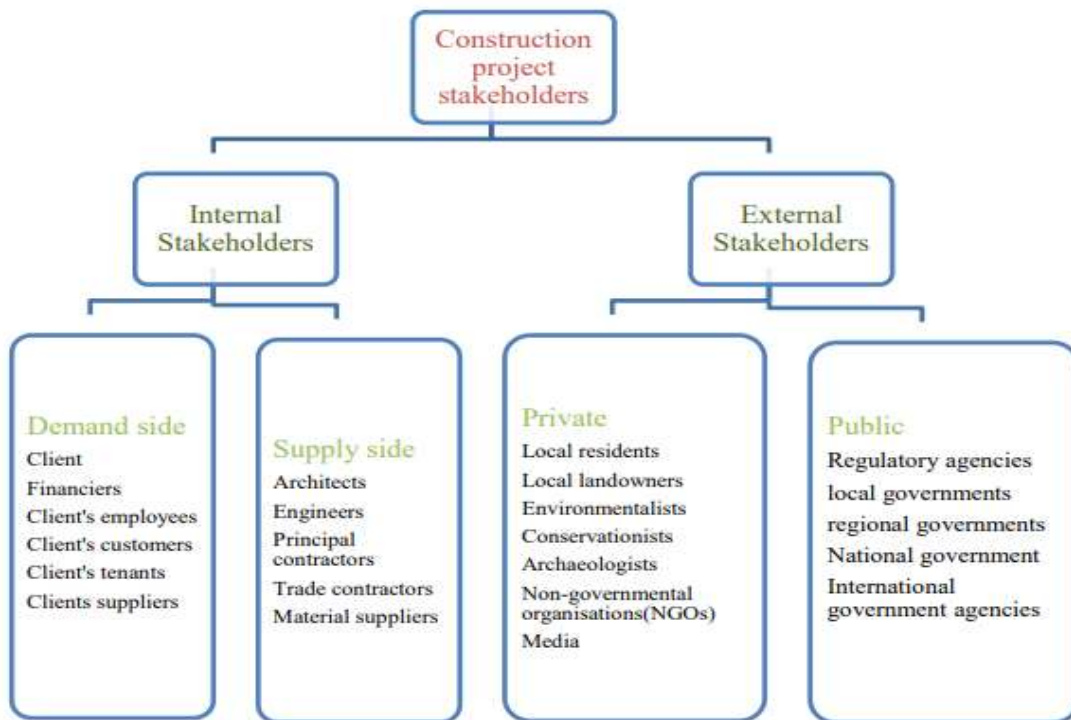 Construction
project
stakeholders
Internal
Stakeholders
External
Stakeholders
Demand side
Client
Financiers
Client's employees
Client's customers
Client's tenants
Clients suppliers
Supply side
Architects
Engineers
Principal
contractors
Trade contractors
Material suppliers
Private
Local residents
Local landowners
Environmentalists
Conservationists
Archaeologists
Non-governmental
organisations(NGOs)
Media
Public
Regulatory agencies
local governments
regional governments
National government
International
government agencies